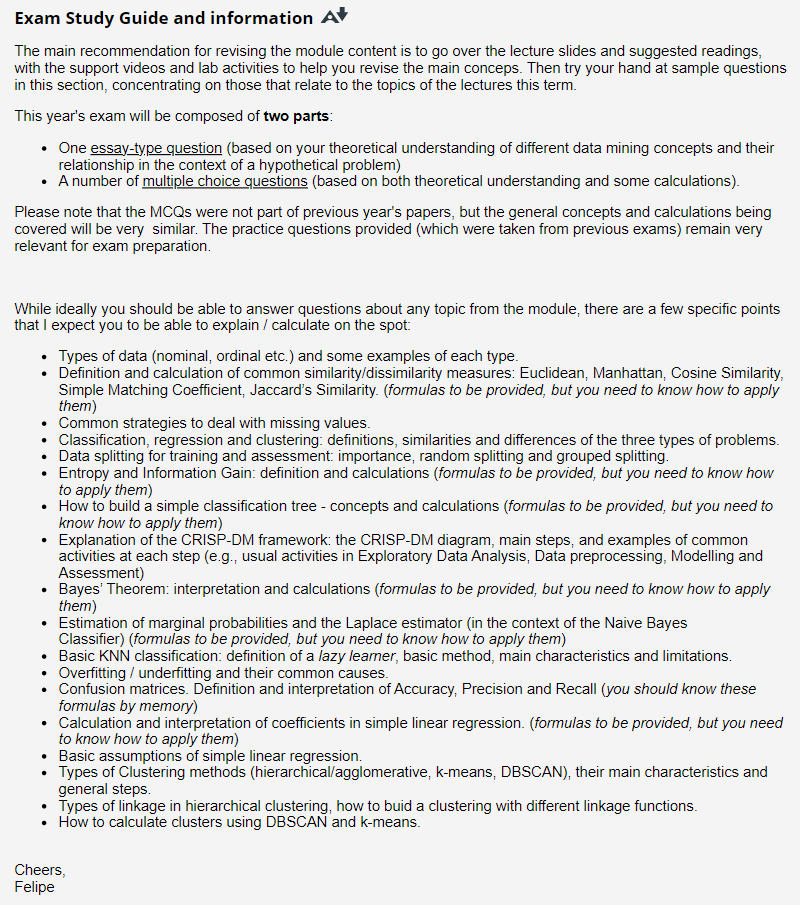 Exam Study Guide and information
The main recommendation for revising the module content is to go over the lecture slides and suggested readings,
with the support videos and lab activities to help you revise the main conceps. Then try your hand at sample questions
in this section, concentrating on those that relate to the topics of the lectures this term.
This year's exam will be composed of two parts:
• One essay-type question (based on your theoretical understanding of different data mining concepts and their
relationship in the context of a hypothetical problem)
• A number of multiple choice questions (based on both theoretical understanding and some calculations).
Please note that the MCQs were not part of previous year's papers, but the general concepts and calculations being
covered will be very  similar. The practice questions provided (which were taken from previous exams) remain very
relevant for exam preparation.
While ideally you should be able to answer questions about any topic from the module, there are a few specific points
that I expect you to be able to explain / calculate on the spot:
• Types of data (nominal, ordinal etc.) and some examples of each type.
• Definition and calculation of common similarity/dissimilarity measures: Euclidean, Manhattan, Cosine Similarity,
Simple Matching Coefficient, Jaccard's Similarity. (formulas to be provided, but you need to know how to apply
them)
• Common strategies to deal with missing values.
• Classification, regression and clustering: definitions, similarities and differences of the three types of problems.
• Data splitting for training and assessment: importance, random splitting and grouped splitting.
• Entropy and Information Gain: definition and calculations (formulas to be provided, but you need to know how
to apply them)
• How to build a simple classification tree - concepts and calculations (formulas to be provided, but you need to
know how to apply them)
• Explanation of the CRISP-DM framework: the CRISP-DM diagram, main steps, and examples of common
activities at each step (e.g., usual activities in Exploratory Data Analysis, Data preprocessing, Modelling and
Assessment)
• Bayes' Theorem: interpretation and calculations (formulas to be provided, but you need to know how to apply
them)
• Estimation of marginal probabilities and the Laplace estimator (in the context of the Naive Bayes
Classifier) (formulas to be provided, but you need to know how to apply them)
• Basic KNN classification: definition of a lazy learner, basic method, main characteristics and limitations.
• Overfitting / underfitting and their common causes.
• Confusion matrices. Definition and interpretation of Accuracy, Precision and Recall (you should know these
formulas by memory)
• Calculation and interpretation of coefficients in simple linear regression. (formulas to be provided, but you need
to know how to apply them)
• Basic assumptions of simple linear regression.
• Types of Clustering methods (hierarchical/agglomerative, k-means, DBSCAN), their main characteristics and
general steps.
• Types of linkage in hierarchical clustering, how to buid a clustering with different linkage functions.
• How to calculate clusters using DBSCAN and k-means.
Cheers,
Felipe